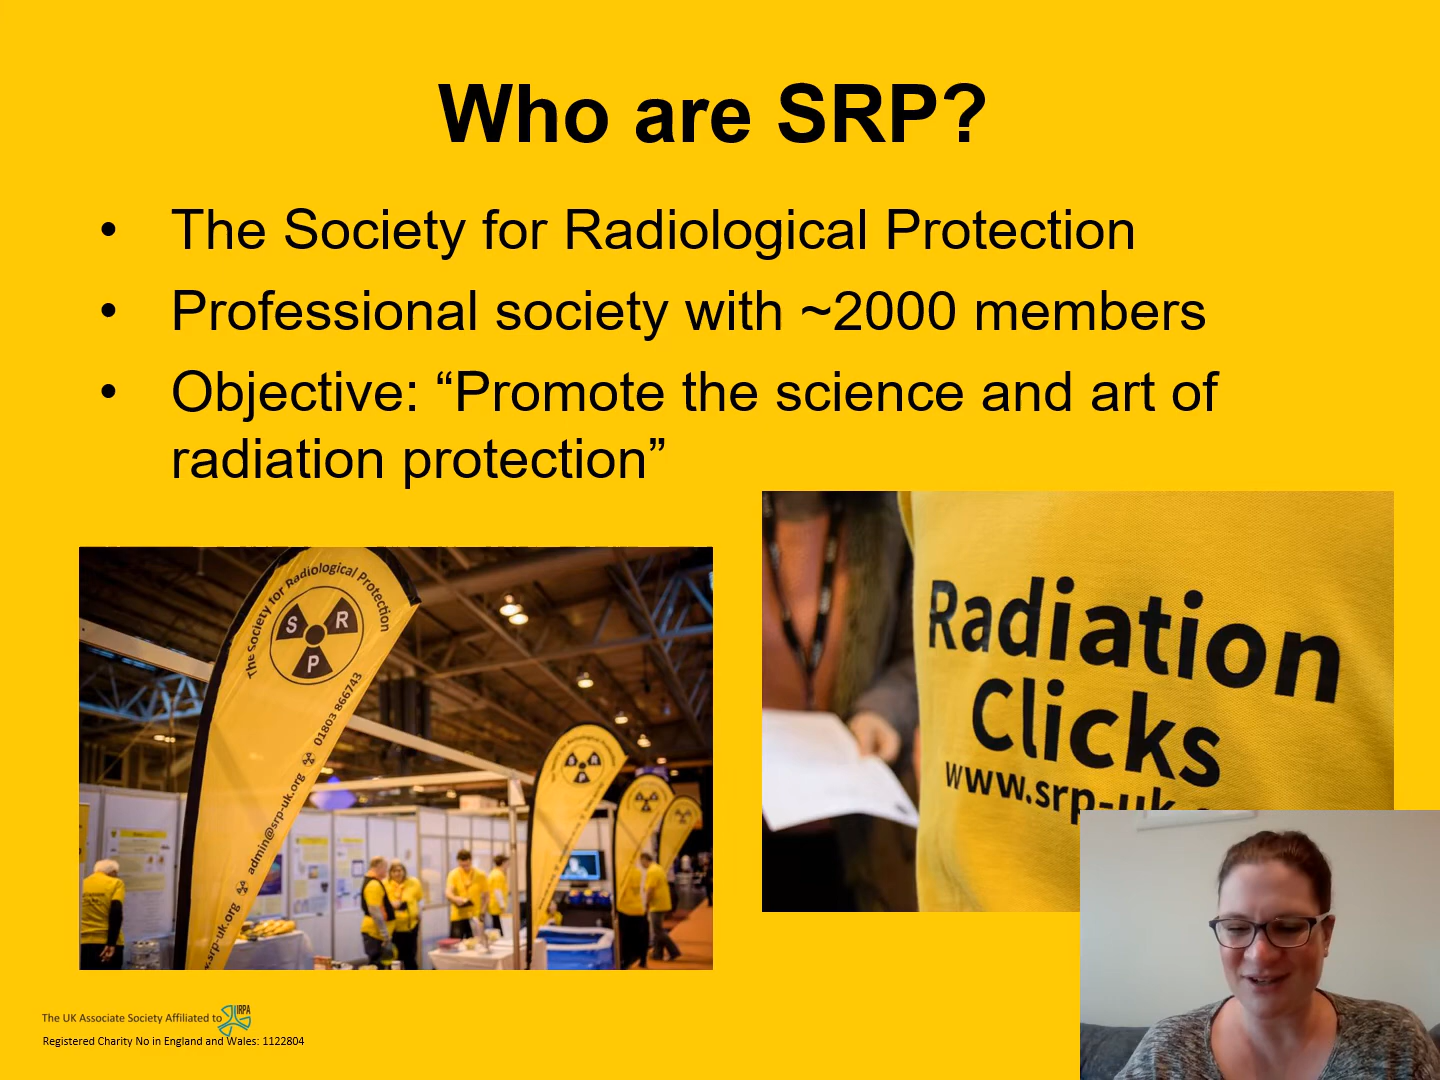 Who are SRP?
• The Society for Radiological Protection
• Professional society with ~2000 members
• Objective: “Promote the science and art of
radiation protection”
The Society for Radiological Protection
S R
P
01803 866743
admin@srp-uk.org
.srp-uk.org
S R
P
Radiation
Clicks
www.srp-uk.
The UK Associate Society Affiliated to IRPA
Registered Charity No in England and Wales: 1122804